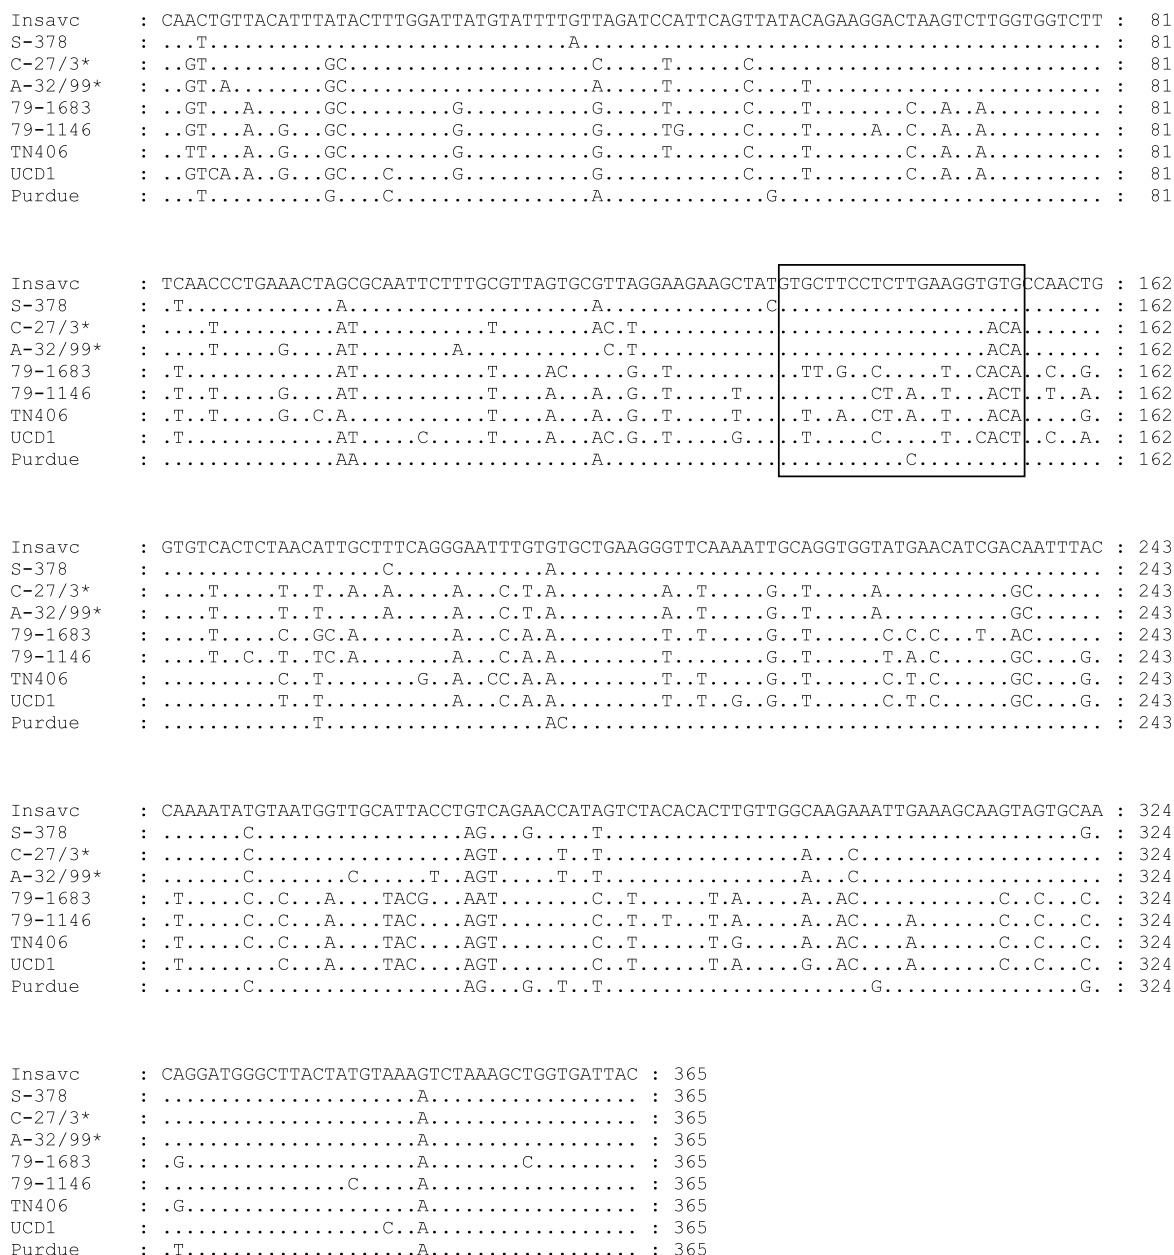 Insavc : CAACTGTTACATTTATACTTTGGATTATGTATTTTGTTAGATCCATTCAGTTATACAGAAGGACTAAGTCTTGGTGGTCTT : 81
S-378 : ...T...............................A............................................. : 81
C-27/3* : ..GT..........GC.....................C.....T......C.............................. : 81
A-32/99* : ..GT.A........GC.....................A.....T......C....T......................... : 81
79-1683 : ..GT...A......GC.........G...........G.....T......C....T........C..A..A.......... : 81
79-1146 : ..GT...A..G...GC.........G...........G.....TG.....C....T.....A..C..A..A.......... : 81
TN406 : ..TT...A..G...GC.........G...........G.....T......C....T........C..A..A.......... : 81
UCD1 : ..GTCA.A..G...GC...C.....G...........G............C....T........C..A..A.......... : 81
Purdue : ...T..........G....C.................A..............G............................ : 81
Insavc : TCAACCCTGAAACTAGCGCAATTCTTTGCGTTAGTGCGTTAGGAAGAAGCTATGTGCTTCCTCTTGAAGGTGTGCCAACTG : 162
S-378 : .T.............A.....................A..............C............................ : 162
C-27/3* : ....T..........AT...........T........AC.T..............................ACA....... : 162
A-32/99* : ....T.....G....AT........A............C.T..............................ACA....... : 162
79-1683 : .T.............AT...........T....AC.....G..T...........TT.G..C.....T..CACA..C..G. : 162
79-1146 : .T..T.....G....AT...........T....A...A..G..T.....T...........CT.A..T...ACT..T..A. : 162
TN406 : .T..T.....G..C.A............T....A...A..G..T.....T.....T..A..CT.A..T...ACA.....G. : 162
UCD1 : .T.............AT.....C.....T....A...AC.G..T.....G.....T.....C.....T..CACT..C..A. : 162
Purdue : ...............AA....................A..........................C................ : 162
Insavc : GTGTCACTCTAACATTGCTTTCAGGGAATTTGTGTGCTGAAGGGTTCAAAATTGCAGGTGGTATGAACATCGACAATTTAC : 243
S-378 : ...................C.............A............................................... : 243
C-27/3* : ....T.....T..T..A..A.....A...C.T.A.........A..T.....G..T.....A...........GC...... : 243
A-32/99* : ....T.....T..T.....A.....A...C.T.A.........A..T.....G..T.....A...........GC...... : 243
79-1683 : ....T.....C..GC.A........A...C.A.A.........T..T.....G..T......C.C.C...T..AC...... : 243
79-1146 : ....T..C..T..TC.A........A...C.A.A.........T........G..T......T.A.C......GC....G. : 243
TN406 : ..........C..T........G..A..CC.A.A.........T..T.....G..T......C.T.C......GC....G. : 243
UCD1 : ..........T..T...........A...C.A.A.........T..T..G..G..T......C.T.C......GC....G. : 243
Purdue : .............T...................AC.............................................. : 243
Insavc : CAAAATATGTAATGGTTGCATTACCTGTCAGAACCATAGTCTACACACTTGTTGGCAAGAAATTGAAAGCAAGTAGTGCAA : 324
S-378 : .......C..................AG...G.....T.........................................G. : 324
C-27/3* : .......C..................AGT.....T..T.................A...C..................... : 324
A-32/99* : .......C........C......T..AGT.....T..T.................A...C..................... : 324
79-1683 : .T.....C..C...A....TACG...AAT........C..T......T.A.....A..AC............C..C...C. : 324
79-1146 : .T.....C..C...A....TAC....AGT........C..T..T...T.A.....A..AC....A.......C..C...C. : 324
TN406 : .T.....C..C...A....TAC....AGT........C..T......T.G.....A..AC....A.......C..C...C. : 324
UCD1 : .T........C...A....TAC....AGT........C..T......T.A.....G..AC....A.......C..C...C. : 324
Purdue : .......C..................AG...G..T..T.......................G.................G. : 324
Insavc : CAGGATGGGCTTACTATGTAAAGTCTAAAGCTGGTGATTAC : 365
S-378 : ......................A.................. : 365
C-27/3* : ......................A.................. : 365
A-32/99* : ......................A.................. : 365
79-1683 : .G....................A........C......... : 365
79-1146 : ................C.....A.................. : 365
TN406 : .G....................A.................. : 365
UCD1 : ...................C..A.................. : 365
Purdue : .T....................A.................. : 365